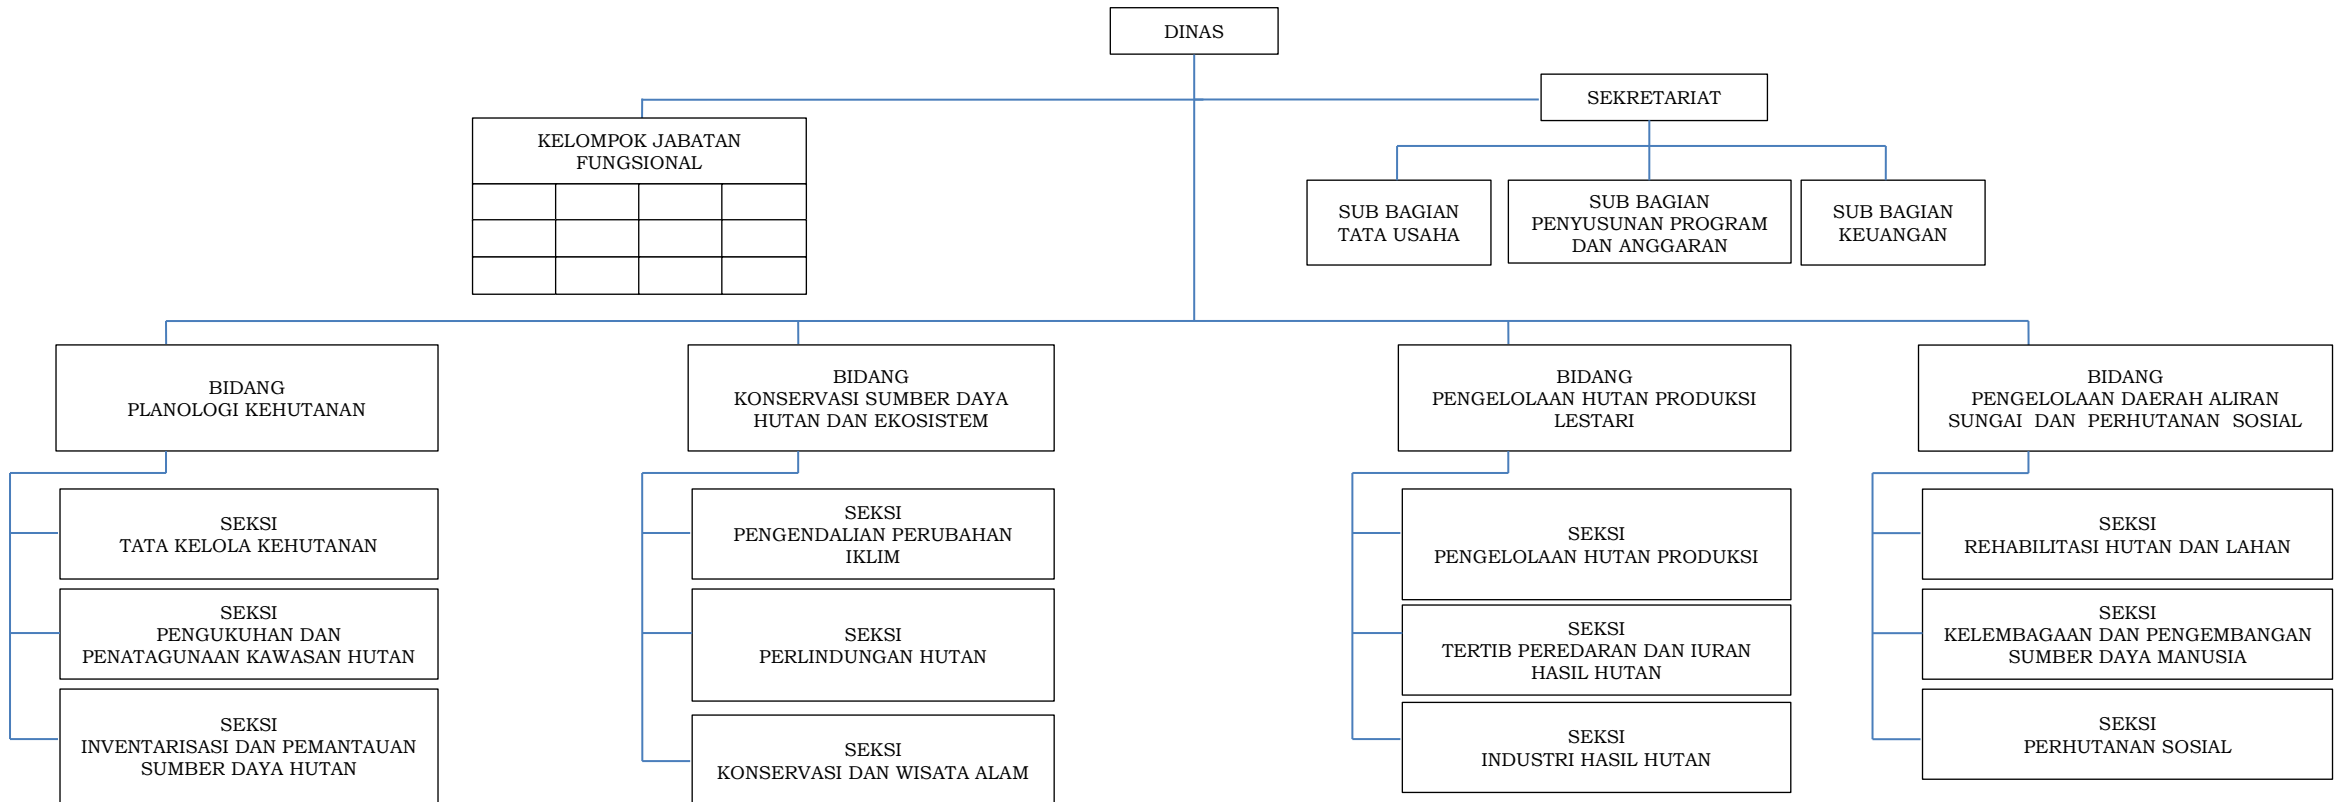 DINAS
SEKRETARIAT
KELOMPOK JABATAN
FUNGSIONAL
SUB BAGIAN
TATA USAHA
SUB BAGIAN
PENYUSUNAN PROGRAM
DAN ANGGARAN
SUB BAGIAN
KEUANGAN
BIDANG
PLANOLOGI KEHUTANAN
BIDANG
KONSERVASI SUMBER DAYA
HUTAN DAN EKOSISTEM
BIDANG
PENGELOLAAN HUTAN PRODUKSI
LESTARI
BIDANG
PENGELOLAAN DAERAH ALIRAN
SUNGAI DAN PERHUTANAN SOSIAL
SEKSI
TATA KELOLA KEHUTANAN
SEKSI
PENGUKUHAN DAN
PENATAGUNAAN KAWASAN HUTAN
SEKSI
INVENTARISASI DAN PEMANTAUAN
SUMBER DAYA HUTAN
SEKSI
PENGENDALIAN PERUBAHAN
IKLIM
SEKSI
PERLINDUNGAN HUTAN
SEKSI
KONSERVASI DAN WISATA ALAM
SEKSI
PENGELOLAAN HUTAN PRODUKSI
SEKSI
TERTIB PEREDARAN DAN IURAN
HASIL HUTAN
SEKSI
INDUSTRI HASIL HUTAN
SEKSI
REHABILITASI HUTAN DAN LAHAN
SEKSI
KELEMBAGAAN DAN PENGEMBANGAN
SUMBER DAYA MANUSIA
SEKSI
PERHUTANAN SOSIAL